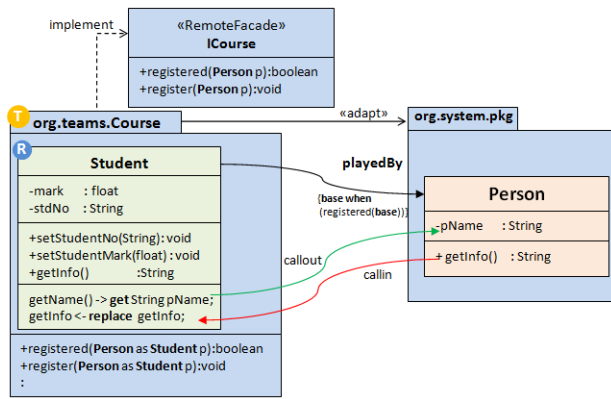 implement
«RemoteFacade»
ICourse
+registered(Person p):boolean
+register(Person p):void
T
org.teams.Course
«adapt»
org.system.pkg
R
Student
-mark : float
-stdNo : String
+setStudentNo(String): void
+setStudentMark(float) : void
+getInfo() :String
getName() -> get String pName;
getInfo <- replace getInfo;
playedBy
{base when
(registered(base))}
callout
callin
Person
-pName : String
+ getInfo() : String
+registered(Person as Student p):boolean
+register(Person as Student p):void
: